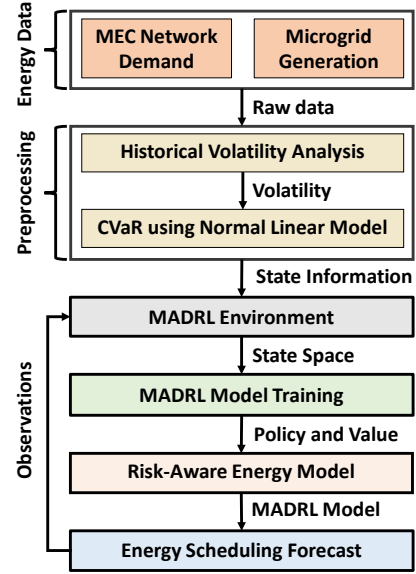 Energy Data
MEC Network
Demand
Microgrid
Generation
Raw data
Preprocessing
Historical Volatility Analysis
Volatility
CVaR using Normal Linear Model
State Information
MADRL Environment
State Space
Observations
MADRL Model Training
Policy and Value
Risk-Aware Energy Model
MADRL Model
Energy Scheduling Forecast